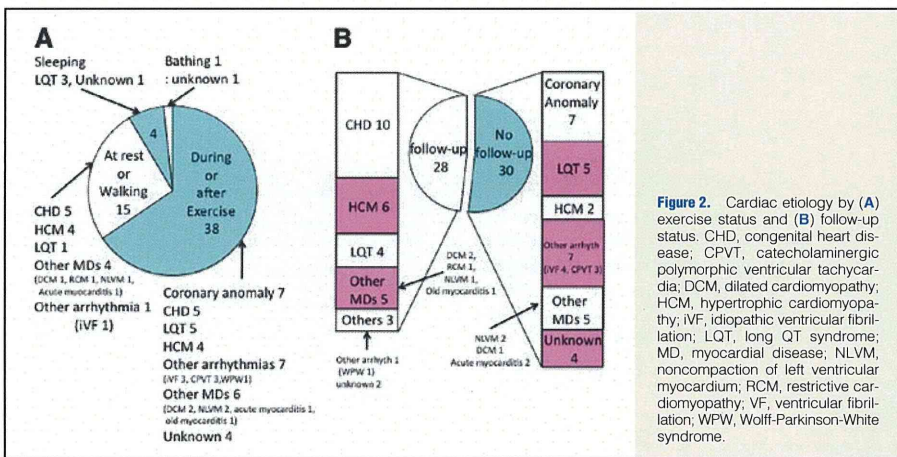 A
Sleeping
LQT 3, Unknown 1
Bathing 1
: unknown 1
4
At rest
or
Walking
15
During
or
after
Exercise
38
CHD 5
HCM 4
LQT 1
Other MDs 4
(DCM 1, RCM 1, NLVM 1,
Acute myocarditis 1)
Other arrhythmia 1
(iVF 1)
Coronary anomaly 7
CHD 5
LQT 5
HCM 4
Other arrhythmias 7
(iVF 3, CPVT 3,WPW1)
Other MDs 6
(DCM 2, NLVM 2, acute myocarditis 1,
old myocarditis 1)
Unknown 4
B
CHD 10
HCM 6
LQT 4
Other
MDs 5
Others 3
Other arrhyth 1
(WPW 1)
unknown 2
follow-up
28
No
follow-up
30
DCM 2,
RCM 1,
NLVM 1,
Old myocarditis 1
NLVM 2
DCM 1
Acute myocarditis 2
Coronary
Anomaly
7
LQT 5
HCM 2
Other arrhyth
7
(iVF 4, CPVT 3)
Other
MDs 5
Unknown
4
Figure 2. Cardiac etiology by (A)
exercise status and (B) follow-up
status. CHD, congenital heart dis-
ease; CPVT, catecholaminergic
polymorphic ventricular tachycar-
dia; DCM, dilated cardiomyopathy;
HCM, hypertrophic cardiomyopa-
thy; iVF, idiopathic ventricular fibril-
lation; LQT, long QT syndrome;
MD, myocardial disease; NLVM,
noncompaction of left ventricular
myocardium; RCM, restrictive car-
diomyopathy; VF, ventricular fibril-
lation; WPW, Wolff-Parkinson-White
syndrome.